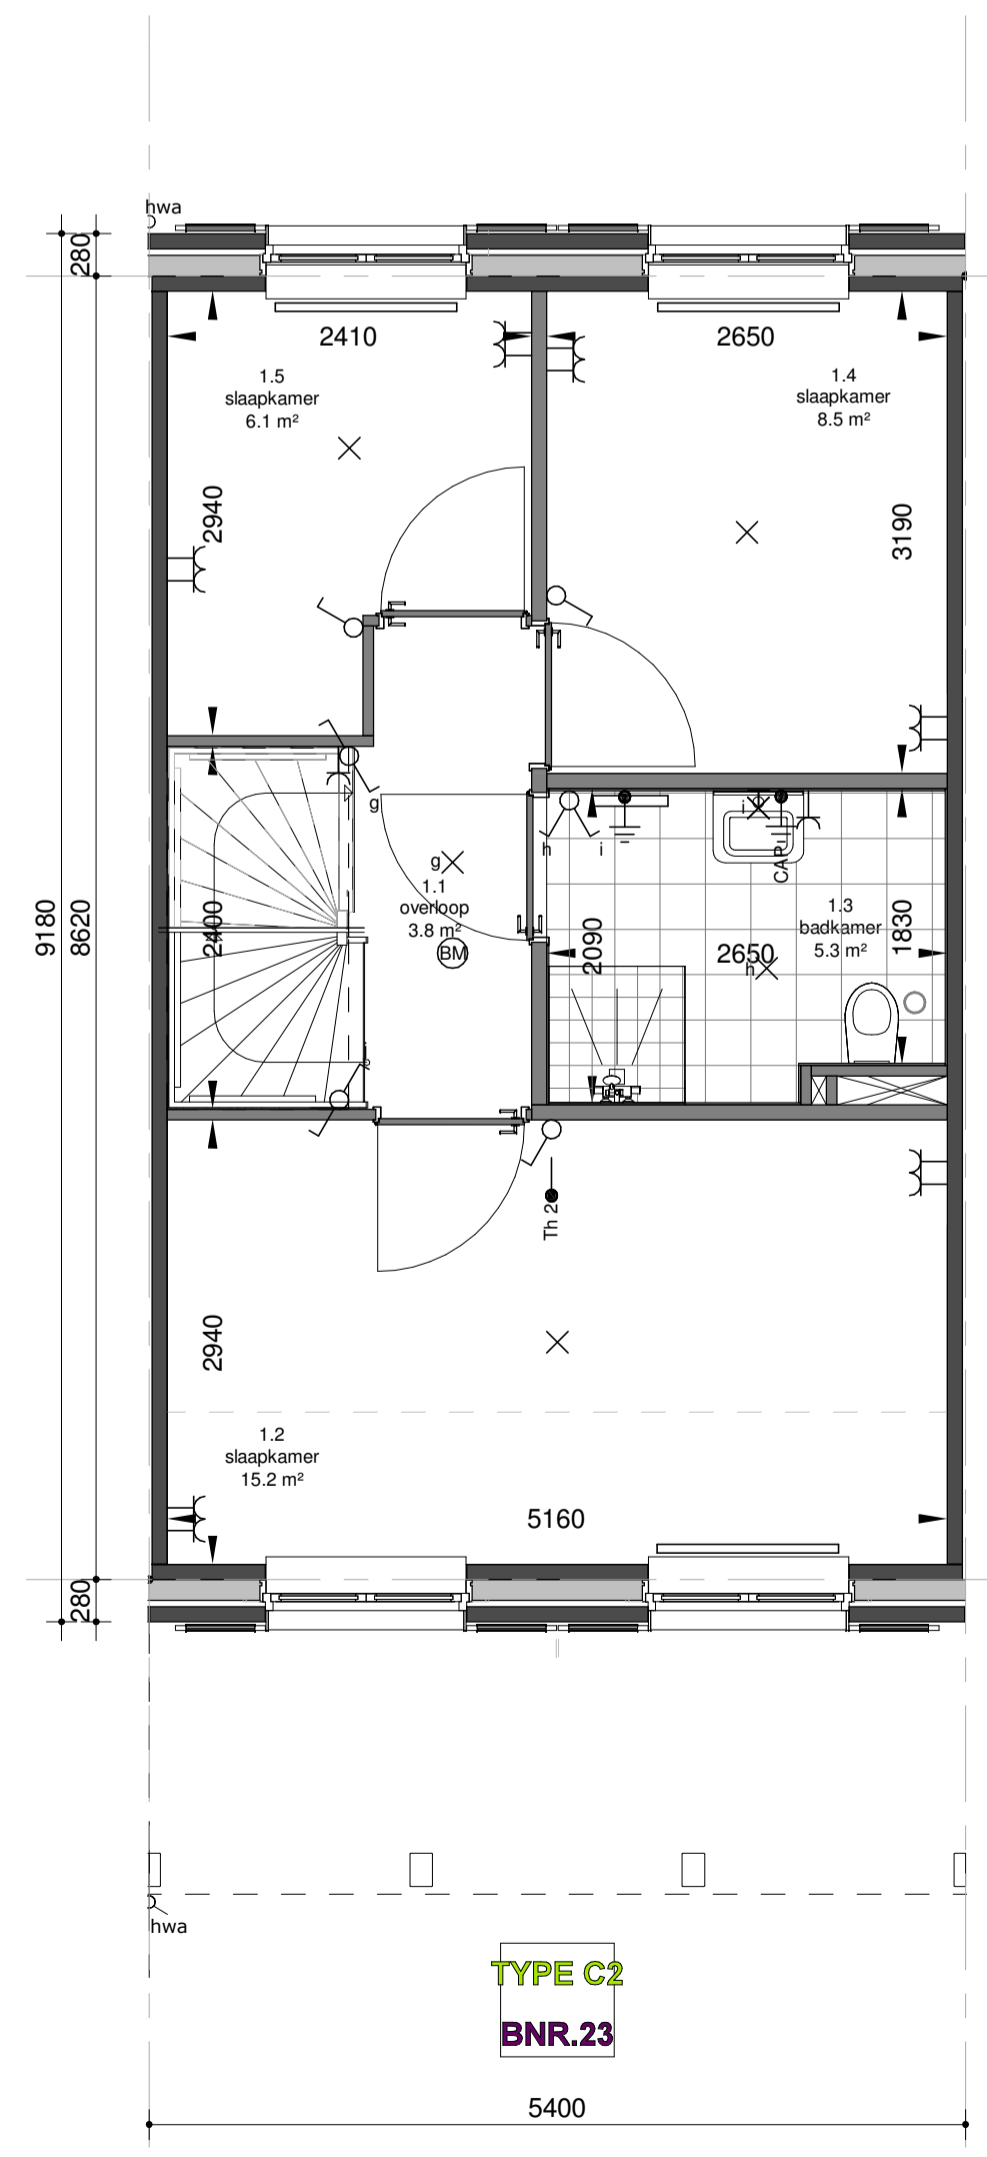 hwa
280
2410
2650
1.5
slaapkamer
6.1 m²
1.4
slaapkamer
8.5 m²
2940
3190
g
i
h
i
CAP
g
1.1
overloop
3.8 m²
BM
1.3
badkamer
5.3 m²
9180
8620
2400
2090
2650
h
1830
Th 2
2940
1.2
slaapkamer
15.2 m²
5160
280
hwa
TYPE C2
BNR.23
5400